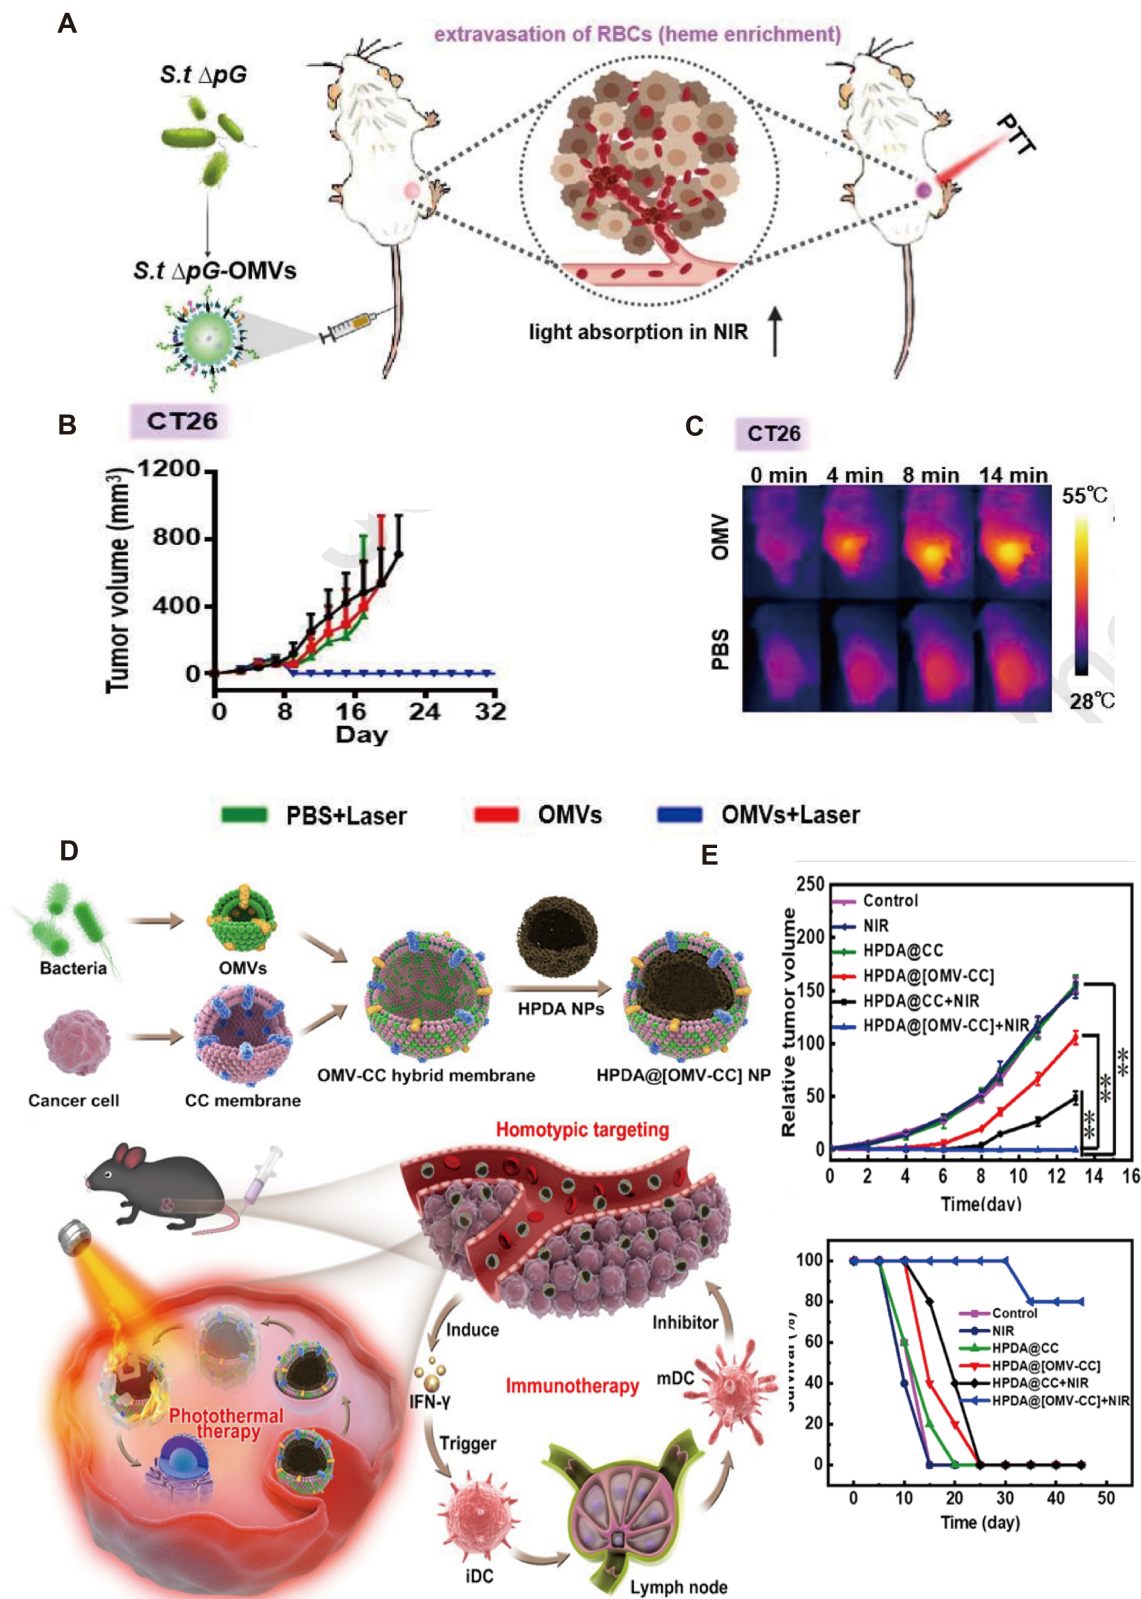 A
extravasation of RBCs (heme enrichment)
S.t ΔpG
PTT
S.t ΔpG-OMVs
light absorption in NIR
B
CT26
1200
800
400
0
Tumor volume (mm³)
0 8 16 24 32
Day
C
CT26
0 min 4 min 8 min 14 min
OMV
PBS
55℃
28℃
PBS+Laser OMVs OMVs+Laser
D
Bacteria
OMVs
Cancer cell
CC membrane
OMV-CC hybrid membrane
HPDA NPs
HPDA@[OMV-CC] NP
Homotypic targeting
Induce
IFN-γ
Trigger
iDC
Immunotherapy
Inhibitor
mDC
Lymph node
Photothermal
therapy
E
250
200
150
100
50
0
Relative tumor volume
Control
NIR
HPDA@CC
HPDA@[OMV-CC]
HPDA@CC+NIR
HPDA@[OMV-CC]+NIR
**
**
**
0 2 4 6 8 10 12 14 16
Time(day)
100
80
60
40
20
0
Survival (%)
Control
NIR
HPDA@CC
HPDA@[OMV-CC]
HPDA@CC+NIR
HPDA@[OMV-CC]+NIR
0 10 20 30 40 50
Time (day)